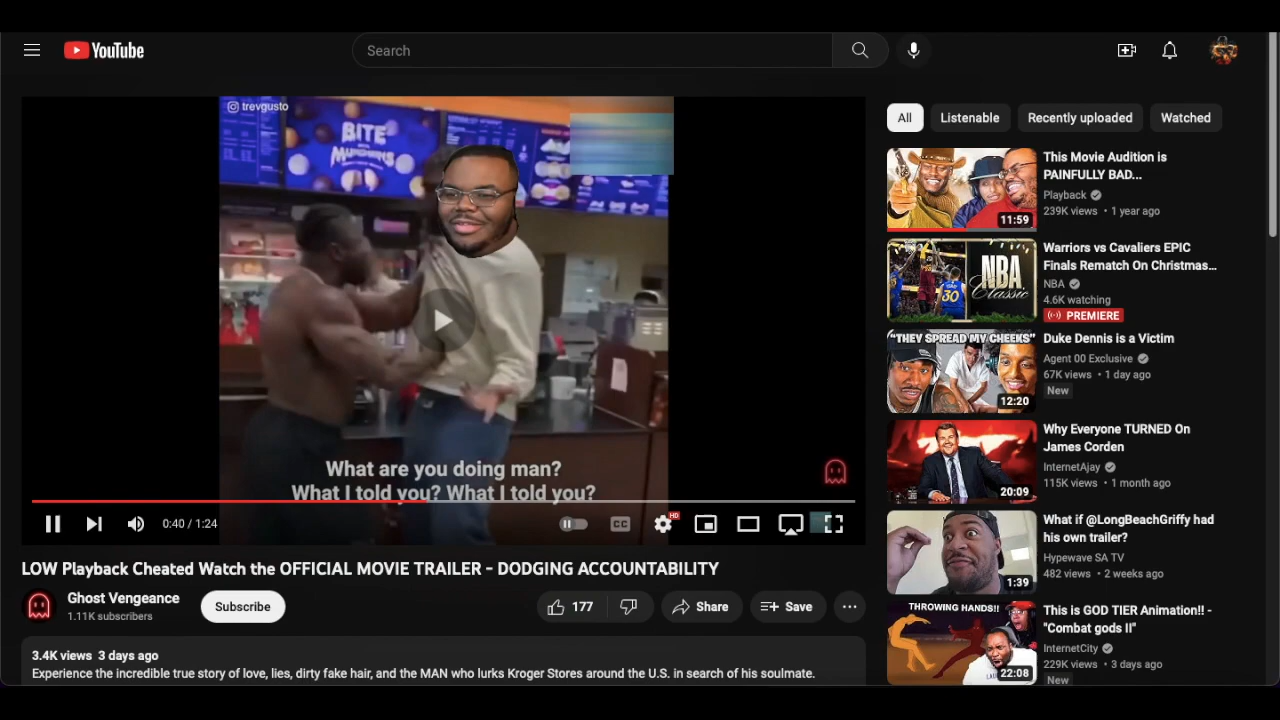 YouTube
Search
trevgusto
BITE
MUNCHKINS
What are you doing man?
What I told you? What I told you?
0:40 / 1:24
CC
HD
LOW Playback Cheated Watch the OFFICIAL MOVIE TRAILER - DODGING ACCOUNTABILITY
Ghost Vengeance
1.11K subscribers
Subscribe
177
Share
Save
3.4K views 3 days ago
Experience the incredible true story of love, lies, dirty fake hair, and the MAN who lurks Kroger Stores around the U.S. in search of his soulmate.
All
Listenable
Recently uploaded
Watched
11:59
This Movie Audition is
PAINFULLY BAD...
Playback
239K views • 1 year ago
NBA
Classic
30
Warriors vs Cavaliers EPIC
Finals Rematch On Christmas...
NBA
4.6K watching
PREMIERE
"THEY SPREAD MY CHEEKS"
12:20
Duke Dennis is a Victim
Agent 00 Exclusive
67K views • 1 day ago
New
20:09
Why Everyone TURNED On
James Corden
InternetAjay
115K views • 1 month ago
1:39
What if @LongBeachGriffy had
his own trailer?
Hypewave SA TV
482 views • 2 weeks ago
THROWING HANDS!!
22:08
This is GOD TIER Animation!! -
"Combat gods II"
InternetCity
229K views • 3 days ago
New